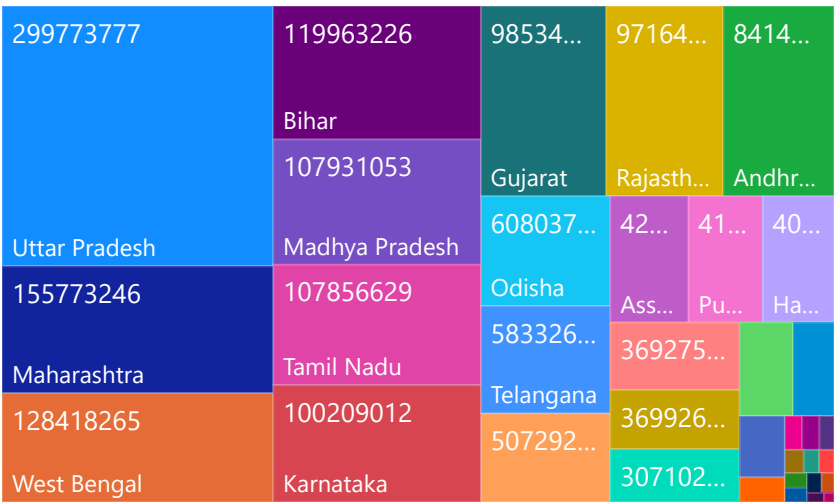 299773777
Uttar Pradesh
155773246
Maharashtra
128418265
West Bengal
119963226
Bihar
107931053
Madhya Pradesh
107856629
Tamil Nadu
100209012
Karnataka
98534...
Gujarat
97164...
Rajasth...
8414...
Andhr...
608037...
Odisha
583326...
Telangana
507292...
42...
Ass...
41...
Pu...
40...
Ha...
369275...
369926...
307102...